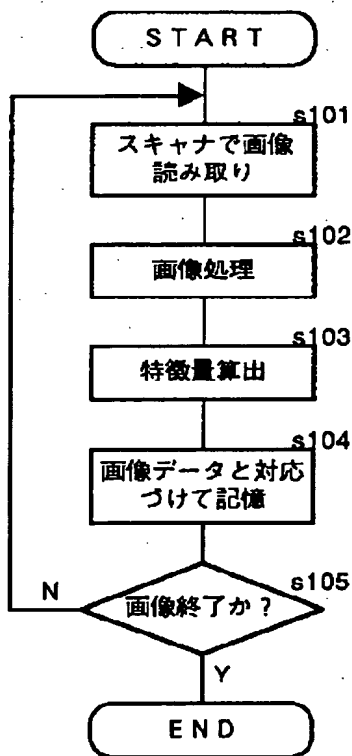 START
s101
スキャナで画像
読み取り
s102
画像処理
s103
特徴量算出
s104
画像データと対応
づけて記憶
s105
画像終了か?
N
Y
END